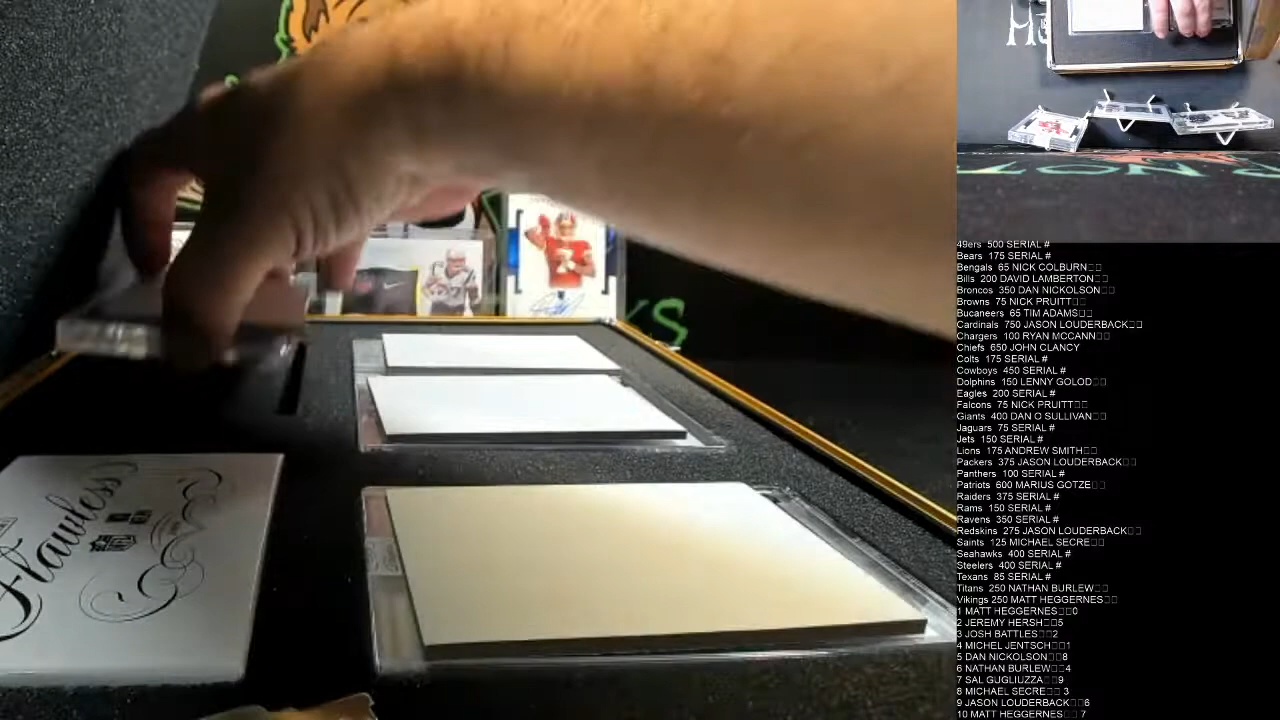 Flawless
49ers 500 SERIAL #
Bears 175 SERIAL #
Bengals 65 NICK COLBURN
Bills 200 DAVID LAMBERTON
Broncos 350 DAN NICKOLSON
Browns 75 NICK PRUITT
Bucaneers 65 TIM ADAMS
Cardinals 750 JASON LOUDERBACK
Chargers 100 RYAN MCCANN
Chiefs 650 JOHN CLANCY
Colts 175 SERIAL #
Cowboys 450 SERIAL #
Dolphins 150 LENNY GOLOD
Eagles 200 SERIAL #
Falcons 75 NICK PRUITT
Giants 400 DAN O SULLIVAN
Jaguars 75 SERIAL #
Jets 150 SERIAL #
Lions 175 ANDREW SMITH
Packers 375 JASON LOUDERBACK
Panthers 100 SERIAL #
Patriots 600 MARIUS GOTZE
Raiders 375 SERIAL #
Rams 150 SERIAL #
Ravens 350 SERIAL #
Redskins 275 JASON LOUDERBACK
Saints 125 MICHAEL SECRE
Seahawks 400 SERIAL #
Steelers 400 SERIAL #
Texans 85 SERIAL #
Titans 250 NATHAN BURLEW
Vikings 250 MATT HEGGERNES
1 MATT HEGGERNES 0
2 JEREMY HERSH 5
3 JOSH BATTLES 2
4 MICHEL JENTSCH 1
5 DAN NICKOLSON 8
6 NATHAN BURLEW 4
7 SAL GUGLIUZZA 9
8 MICHAEL SECRE 3
9 JASON LOUDERBACK 6
10 MATT HEGGERNES 7